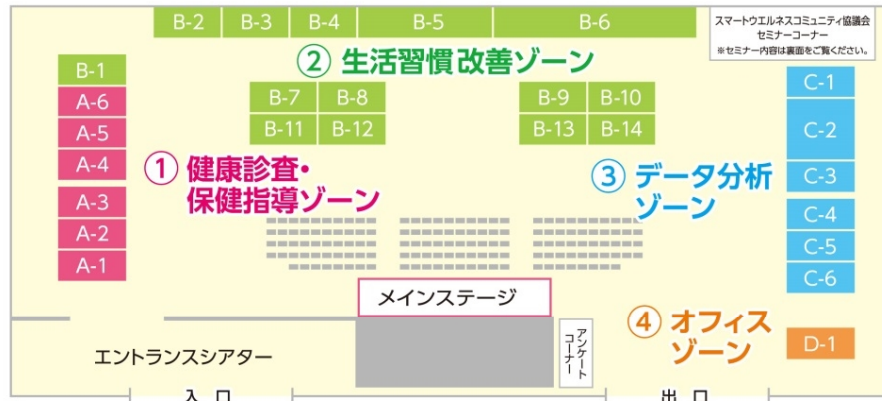 B-2
B-3
B-4
B-5
B-6
スマートウエルネスコミュニティ協議会
セミナーコーナー
※セミナー内容は裏面をご覧ください。
② 生活習慣改善ゾーン
B-1
A-6
A-5
A-4
A-3
A-2
A-1
B-7
B-8
B-11
B-12
B-9
B-10
B-13
B-14
C-1
C-2
C-3
C-4
C-5
C-6
① 健康診査・
保健指導ゾーン
③ データ分析
ゾーン
メインステージ
④ オフィス
ゾーン
D-1
アンケート
コーナー
エントランスシアター
入口
出口